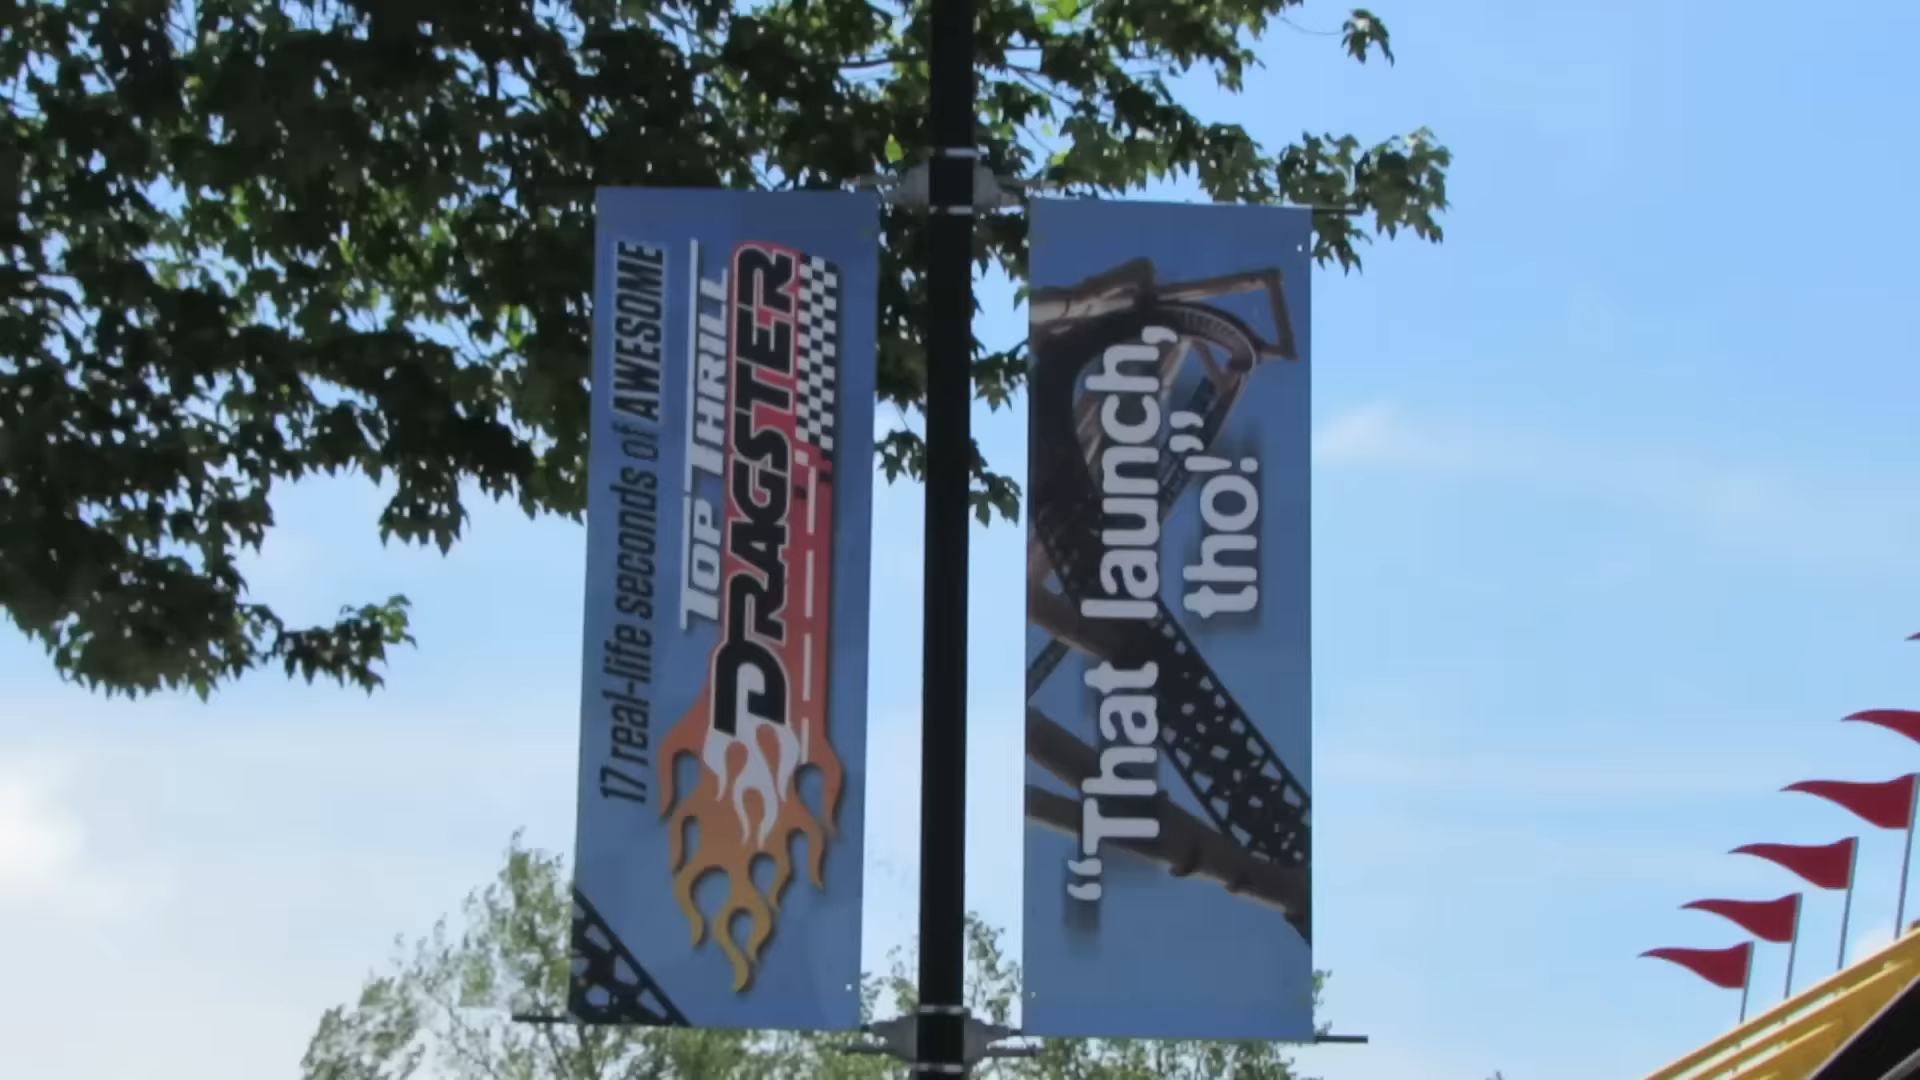 17 real-life seconds of AWESOME
TOP THRILL
DRAGSTER
“That launch,
tho!”